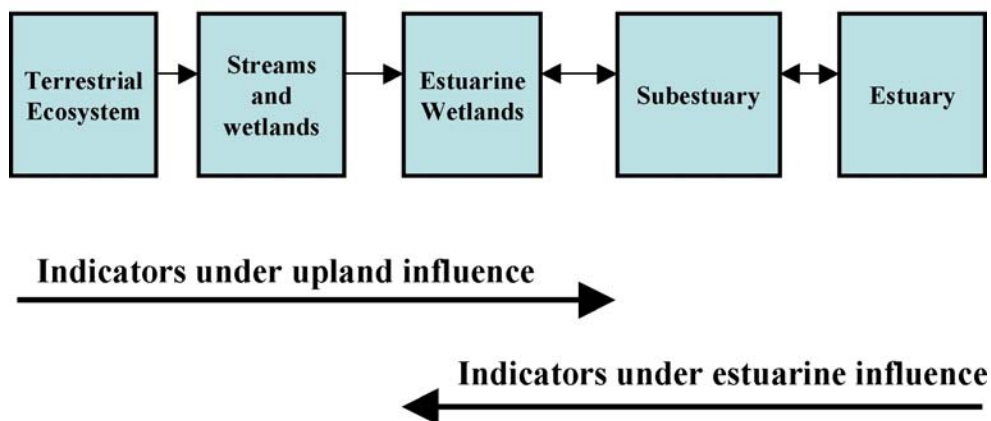 Terrestrial
Ecosystem
Streams
and
wetlands
Estuarine
Wetlands
Subestuary
Estuary
Indicators under upland influence
Indicators under estuarine influence